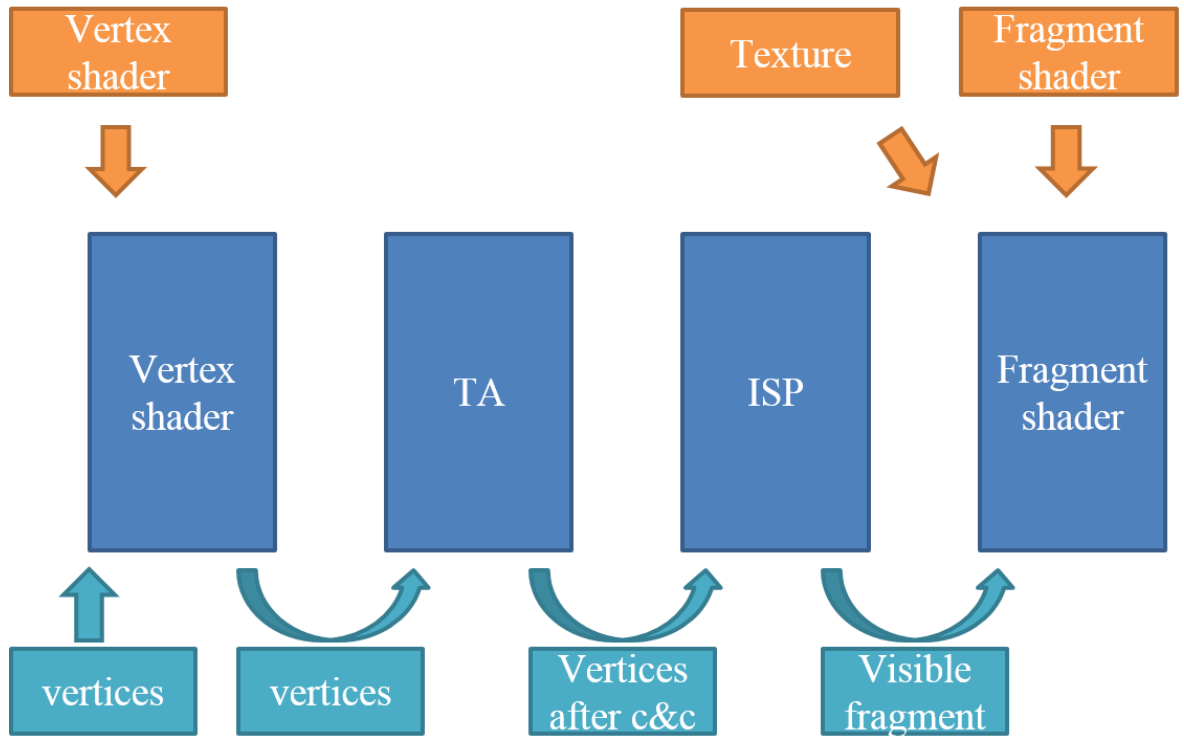 Vertex
shader
Texture
Fragment
shader
Vertex
shader
TA
ISP
Fragment
shader
vertices
vertices
Vertices
after c&c
Visible
fragment